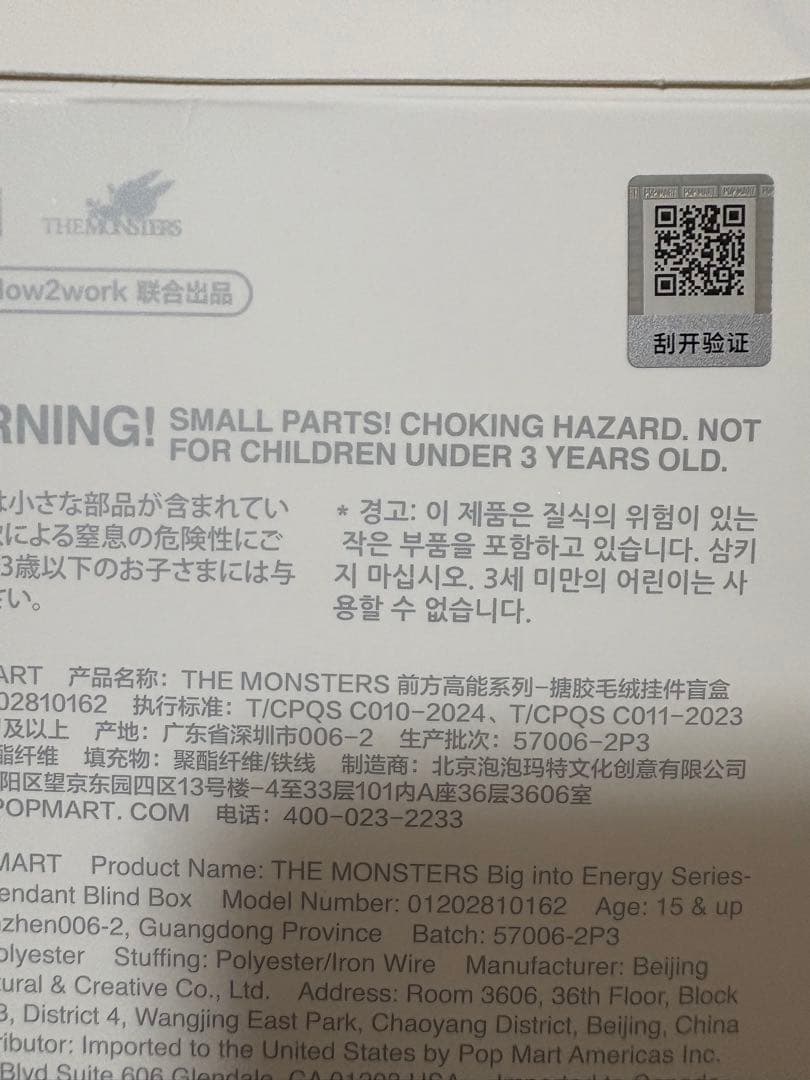 POP MART POP MART POP MART
THE MONSTERS
How2work 联合出品
刮开验证
WARNING! SMALL PARTS! CHOKING HAZARD. NOT
FOR CHILDREN UNDER 3 YEARS OLD.
は小さな部品が含まれてい
による窒息の危険性にご
3歳以下のお子さまには与
さい。
* 경고: 이 제품은 질식의 위험이 있는
작은 부품을 포함하고 있습니다. 삼키
지 마십시오. 3세 미만의 어린이는 사
용할 수 없습니다.
MART 产品名称: THE MONSTERS 前方高能系列-搪胶毛绒挂件盲盒
02810162 执行标准: T/CPQS C010-2024、T/CPQS C011-2023
及以上 产地: 广东省深圳市006-2 生产批次: 57006-2P3
酯纤维 填充物: 聚酯纤维/铁线 制造商: 北京泡泡玛特文化创意有限公司
阳区望京东园四区13号楼-4至33层101内A座36层3606室
POPMART. COM 电话: 400-023-2233
MART Product Name: THE MONSTERS Big into Energy Series-
endant Blind Box Model Number: 01202810162 Age: 15 & up
nzhen006-2, Guangdong Province Batch: 57006-2P3
olyester Stuffing: Polyester/Iron Wire Manufacturer: Beijing
tural & Creative Co., Ltd. Address: Room 3606, 36th Floor, Block
3, District 4, Wangjing East Park, Chaoyang District, Beijing, China
ributor: Imported to the United States by Pop Mart Americas Inc.
Blvd Suite 606 Glendale, CA 91203 USA